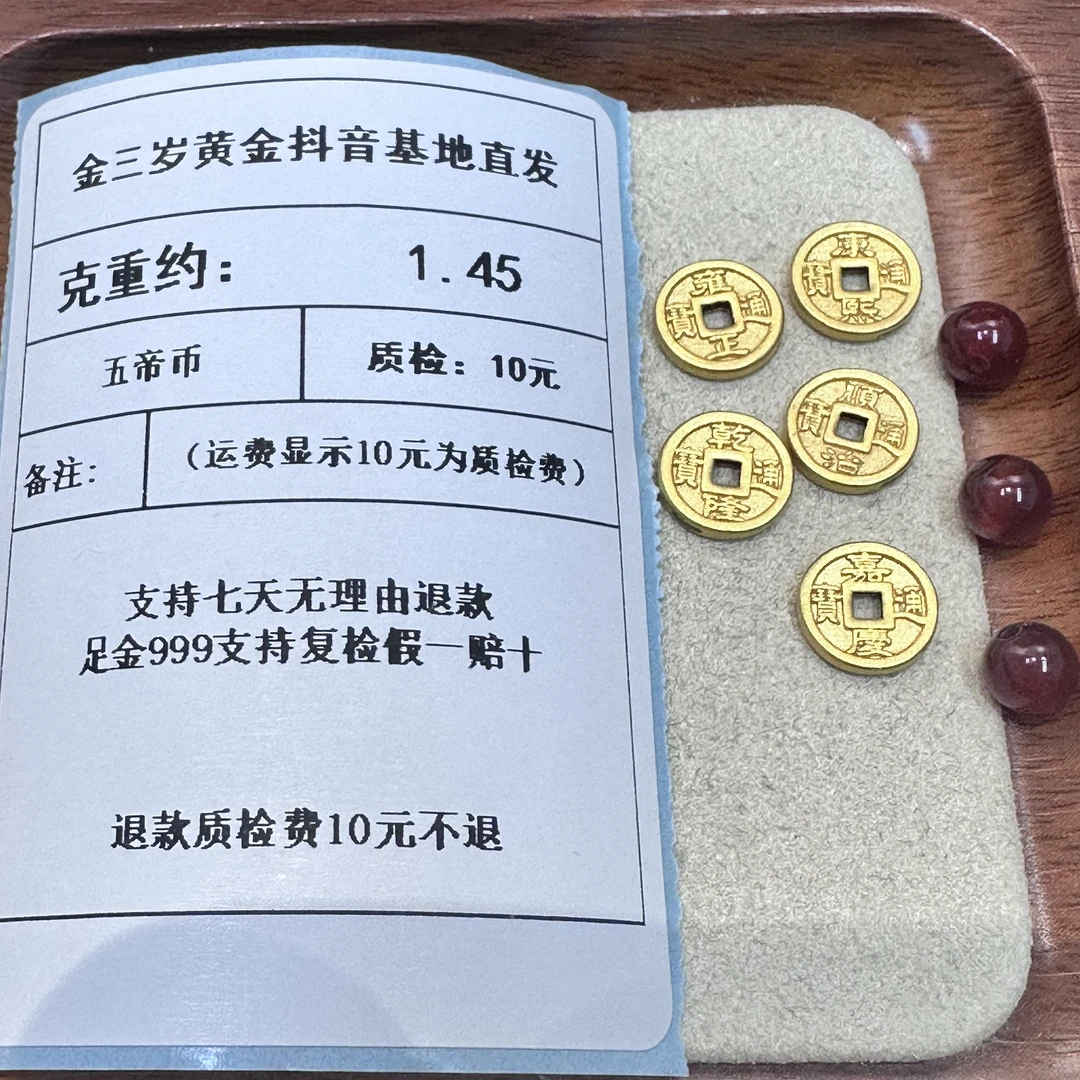 金三岁黄金抖音基地直发
克重约: 1.45
五帝币 质检: 10元
备注: (运费显示10元为质检费)
支持七天无理由退款
足金999支持复检假一赔十
退款质检费10元不退
雍正通寶
康熙通寶
順治通寶
乾隆通寶
嘉慶通寶